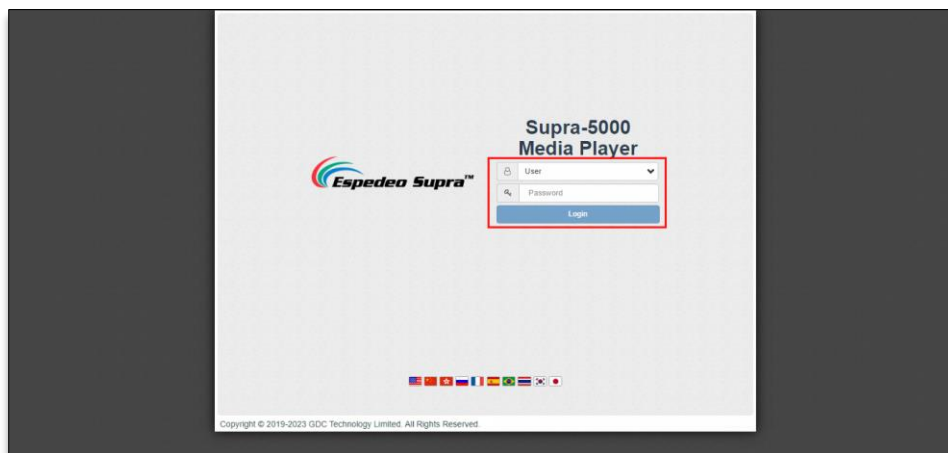 Supra-5000
Media Player
Espedeo Supra™
User
Password
Login
Copyright © 2019-2023 GDC Technology Limited. All Rights Reserved.